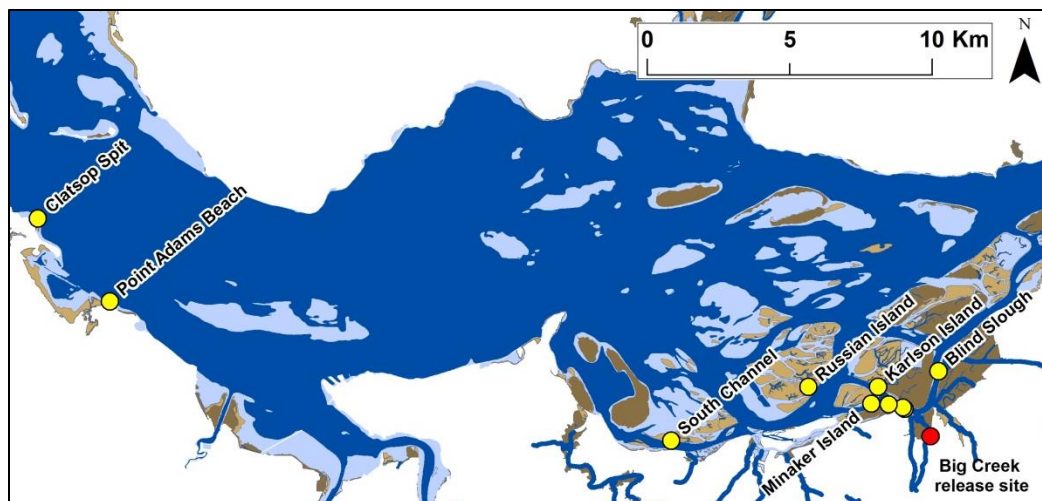 N
0 5 10 Km
Clatsop Spit
Point Adams Beach
South Channel
Russian Island
Karlson Island
Blind Slough
Minaker Island
Big Creek
release site